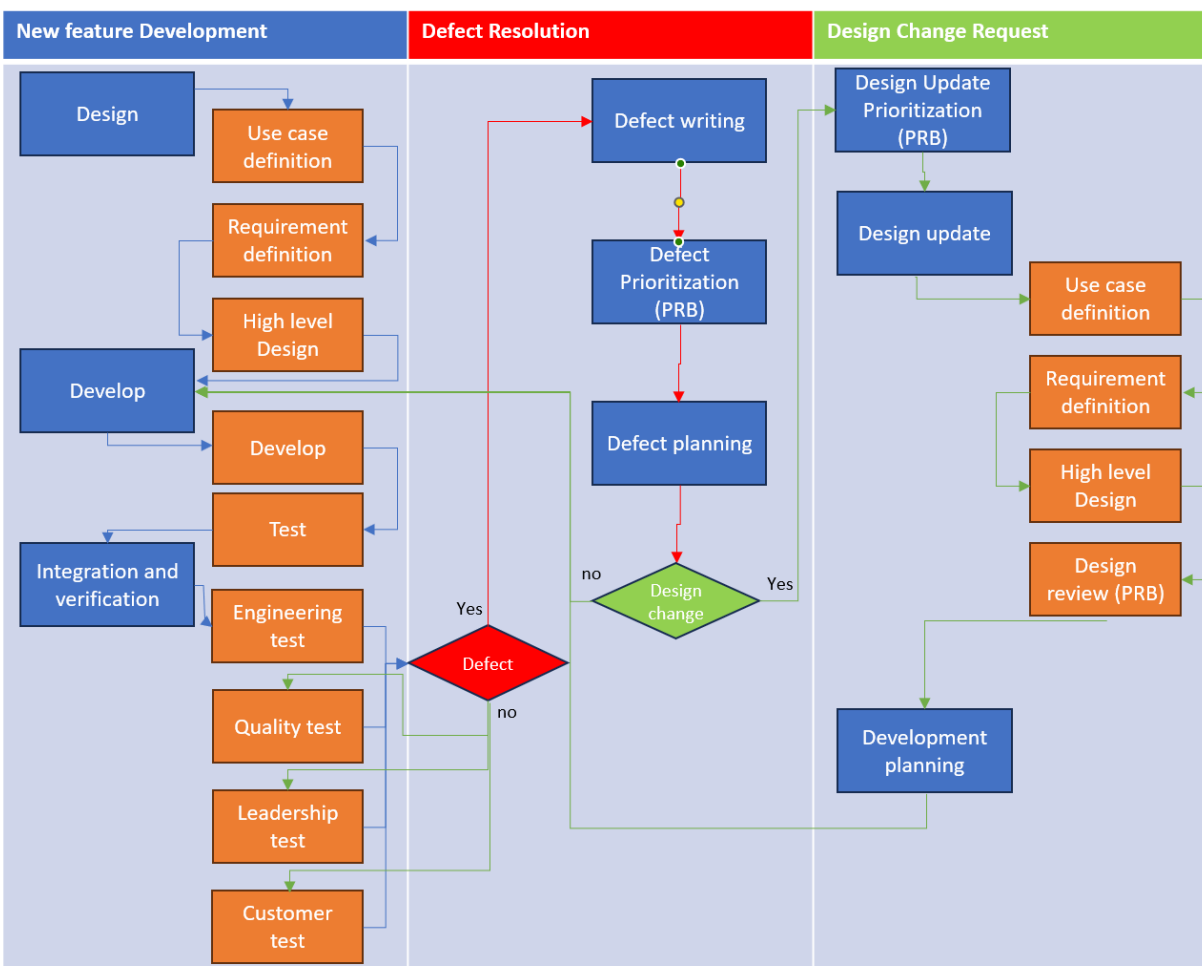 New feature Development
Defect Resolution
Design Change Request
Design
Use case
definition
Requirement
definition
High level
Design
Develop
Develop
Test
Integration and
verification
Engineering
test
Quality test
Leadership
test
Customer
test
Defect writing
Defect
Prioritization
(PRB)
Defect planning
no
Design
change
Yes
Yes
Defect
no
Design Update
Prioritization
(PRB)
Design update
Use case
definition
Requirement
definition
High level
Design
Design
review (PRB)
Development
planning